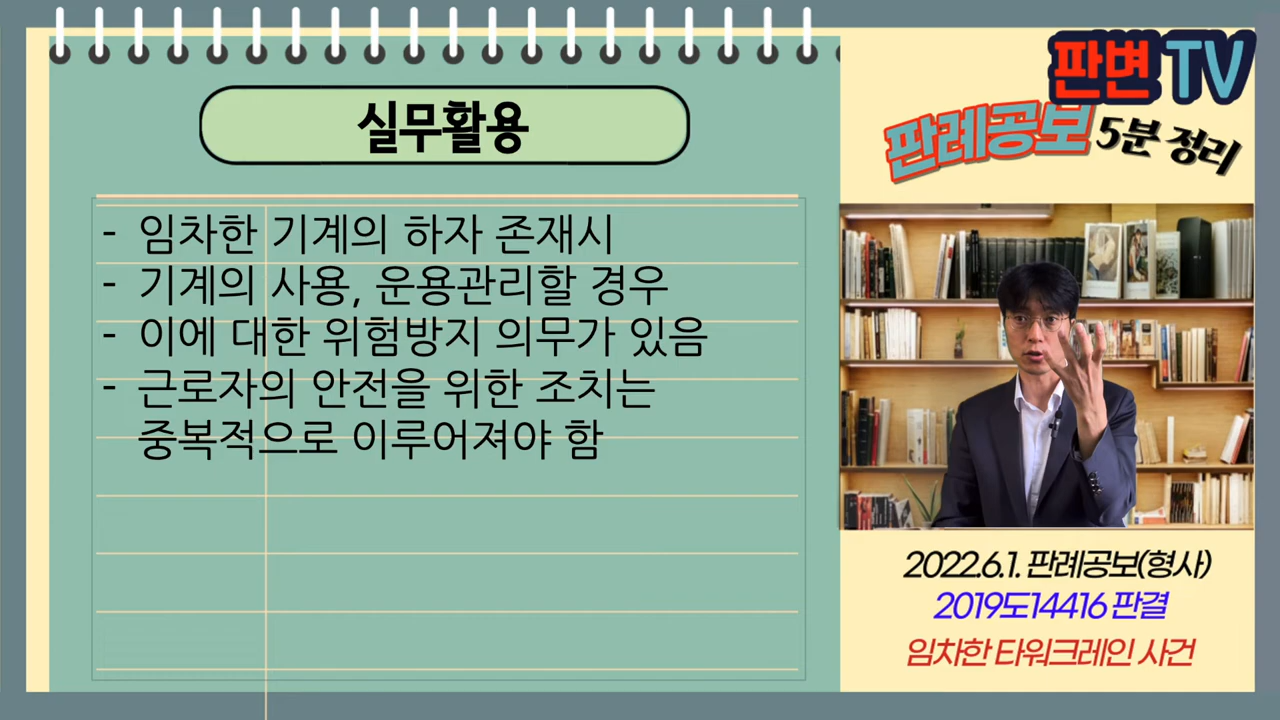 판변 TV
판례공보 5분 정리
실무활용
- 임차한 기계의 하자 존재시
- 기계의 사용, 운용관리할 경우
- 이에 대한 위험방지 의무가 있음
- 근로자의 안전을 위한 조치는
중복적으로 이루어져야 함
2022.6.1. 판례공보(형사)
2019도14416 판결
임차한 타워크레인 사건